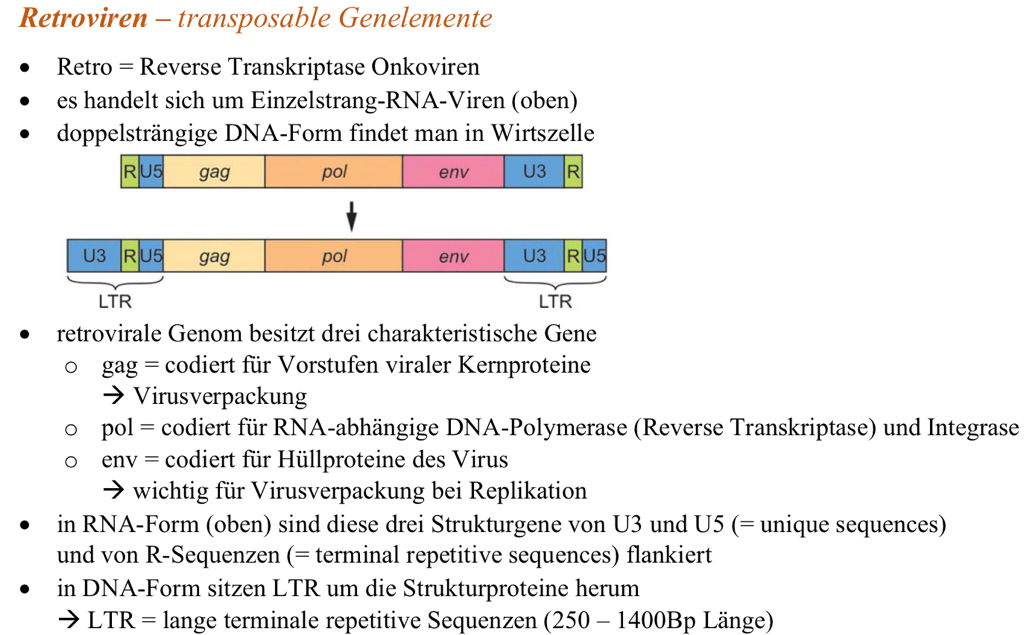 Retroviren – transposable Genelemente
• Retro = Reverse Transkriptase Onkoviren
• es handelt sich um Einzelstrang-RNA-Viren (oben)
• doppelsträngige DNA-Form findet man in Wirtszelle
R U5 gag pol env U3 R
U3 R U5 gag pol env U3 R U5
LTR LTR
• retrovirale Genom besitzt drei charakteristische Gene
o gag = codiert für Vorstufen viraler Kernproteine
→ Virusverpackung
o pol = codiert für RNA-abhängige DNA-Polymerase (Reverse Transkriptase) und Integrase
o env = codiert für Hüllproteine des Virus
→ wichtig für Virusverpackung bei Replikation
• in RNA-Form (oben) sind diese drei Strukturgene von U3 und U5 (= unique sequences)
und von R-Sequenzen (= terminal repetitive sequences) flankiert
• in DNA-Form sitzen LTR um die Strukturproteine herum
→ LTR = lange terminale repetitive Sequenzen (250 – 1400Bp Länge)